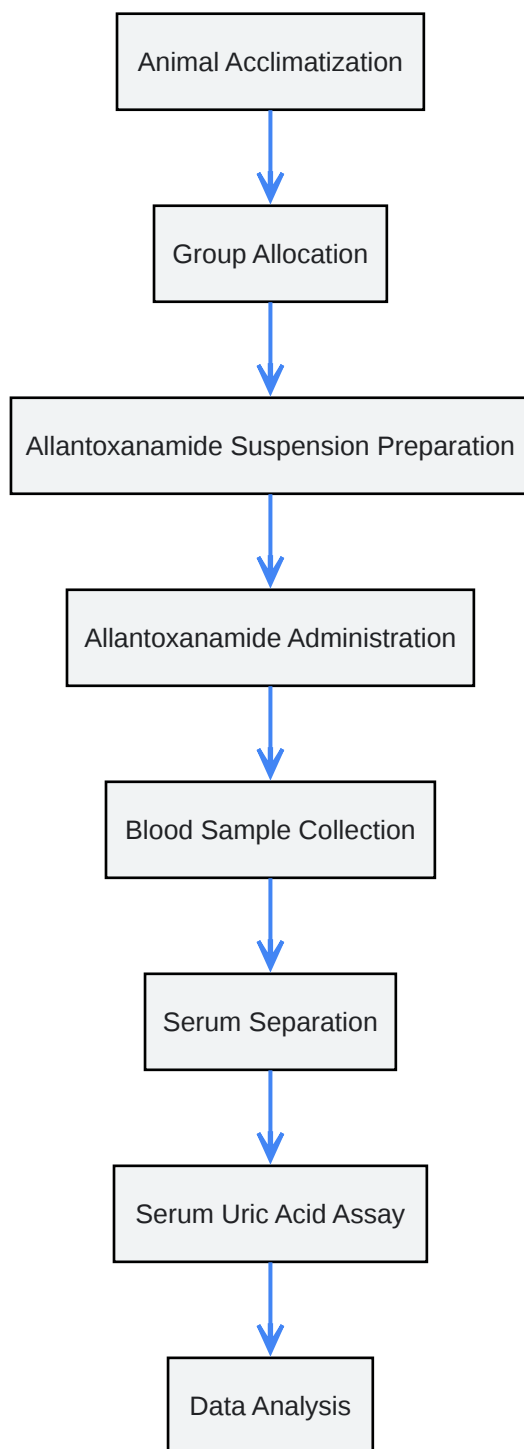 Animal Acclimatization
Group Allocation
Allantoxanamide Suspension Preparation
Allantoxanamide Administration
Blood Sample Collection
Serum Separation
Serum Uric Acid Assay
Data Analysis